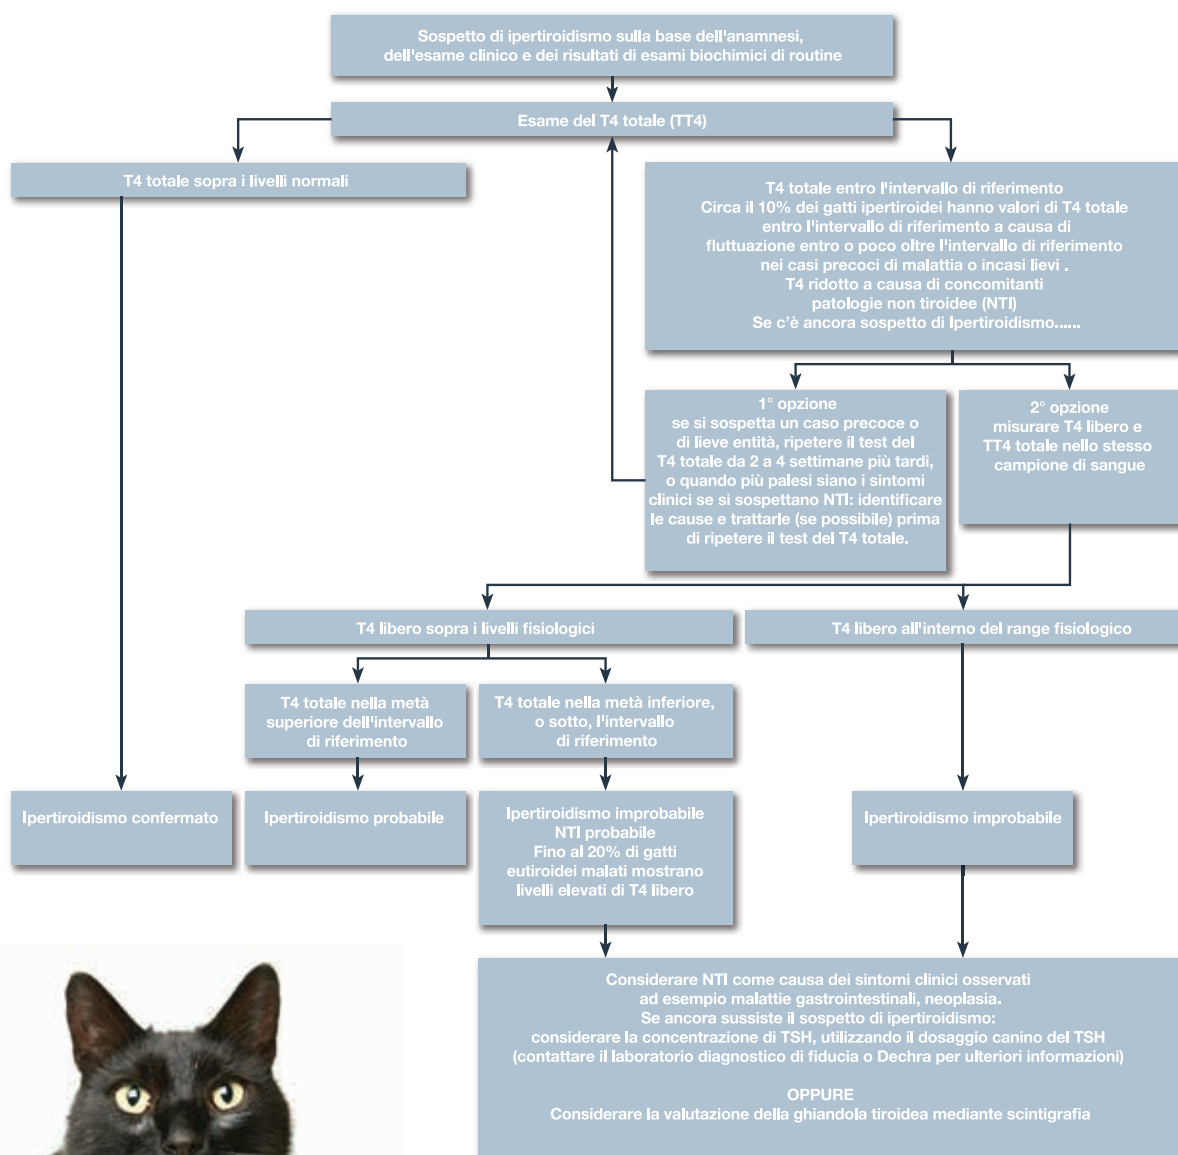 Sospetto di ipertiroidismo sulla base dell'anamnesi,
dell'esame clinico e dei risultati di esami biochimici di routine
Esame del T4 totale (TT4)
T4 totale sopra i livelli normali
T4 totale entro l'intervallo di riferimento
Circa il 10% dei gatti ipertiroidei hanno valori di T4 totale
entro l'intervallo di riferimento a causa di
fluttuazione entro o poco oltre l'intervallo di riferimento
nei casi precoci di malattia o incasi lievi .
T4 ridotto a causa di concomitanti
patologie non tiroidee (NTI)
Se c'è ancora sospetto di Ipertiroidismo......
1° opzione
se si sospetta un caso precoce o
di lieve entità, ripetere il test del
T4 totale da 2 a 4 settimane più tardi,
o quando più palesi siano i sintomi
clinici se si sospettano NTI: identificare
le cause e trattarle (se possibile) prima
di ripetere il test del T4 totale.
2° opzione
misurare T4 libero e
TT4 totale nello stesso
campione di sangue
T4 libero sopra i livelli fisiologici
T4 libero all'interno del range fisiologico
T4 totale nella metà
superiore dell'intervallo
di riferimento
T4 totale nella metà inferiore,
o sotto, l'intervallo
di riferimento
Ipertiroidismo confermato
Ipertiroidismo probabile
Ipertiroidismo improbabile
NTI probabile
Fino al 20% di gatti
eutiroidei malati mostrano
livelli elevati di T4 libero
Ipertiroidismo improbabile
Considerare NTI come causa dei sintomi clinici osservati
ad esempio malattie gastrointestinali, neoplasia.
Se ancora sussiste il sospetto di ipertiroidismo:
considerare la concentrazione di TSH, utilizzando il dosaggio canino del TSH
(contattare il laboratorio diagnostico di fiducia o Dechra per ulteriori informazioni)
OPPURE
Considerare la valutazione della ghiandola tiroidea mediante scintigrafia